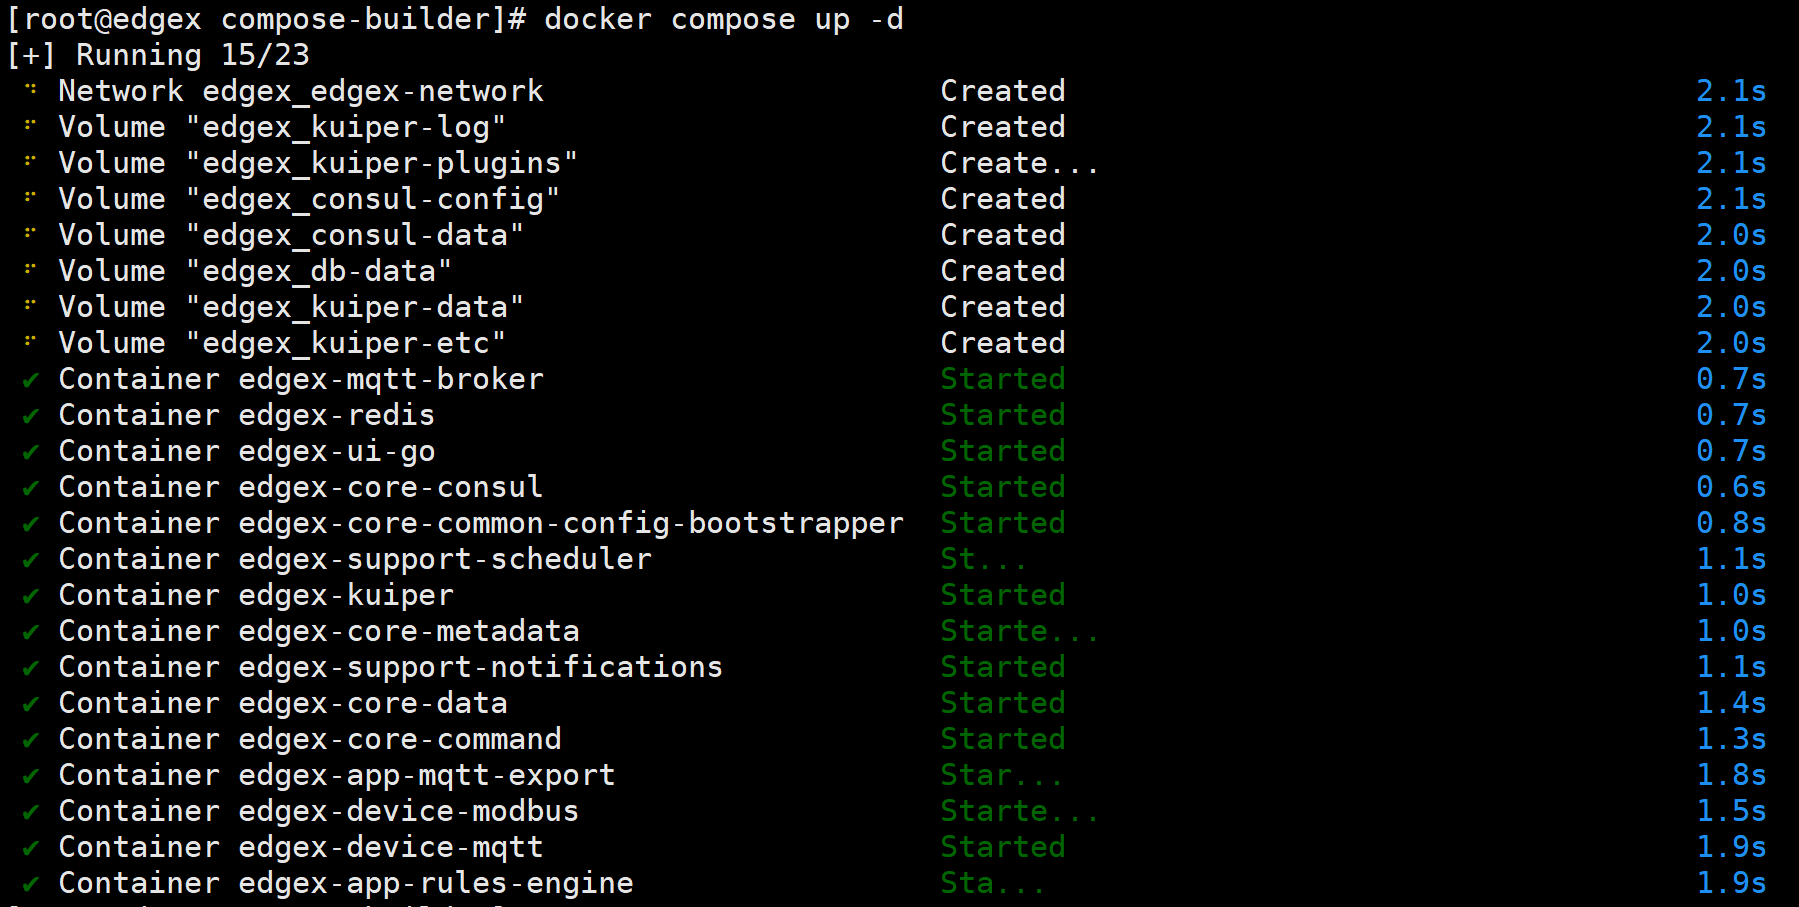 [root@edgex compose-builder]# docker compose up -d
[+] Running 15/23
Network edgex_edgex-network Created 2.1s
Volume "edgex_kuiper-log" Created 2.1s
Volume "edgex_kuiper-plugins" Create... 2.1s
Volume "edgex_consul-config" Created 2.1s
Volume "edgex_consul-data" Created 2.0s
Volume "edgex_db-data" Created 2.0s
Volume "edgex_kuiper-data" Created 2.0s
Volume "edgex_kuiper-etc" Created 2.0s
✔ Container edgex-mqtt-broker Started 0.7s
✔ Container edgex-redis Started 0.7s
✔ Container edgex-ui-go Started 0.7s
✔ Container edgex-core-consul Started 0.6s
✔ Container edgex-core-common-config-bootstrapper Started 0.8s
✔ Container edgex-support-scheduler St... 1.1s
✔ Container edgex-kuiper Started 1.0s
✔ Container edgex-core-metadata Starte... 1.0s
✔ Container edgex-support-notifications Started 1.1s
✔ Container edgex-core-data Started 1.4s
✔ Container edgex-core-command Started 1.3s
✔ Container edgex-app-mqtt-export Star... 1.8s
✔ Container edgex-device-modbus Starte... 1.5s
✔ Container edgex-device-mqtt Started 1.9s
✔ Container edgex-app-rules-engine Sta... 1.9s